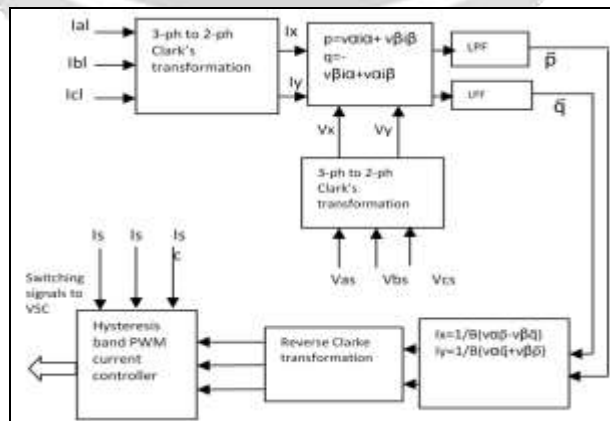 Ial
Ibl
Icl
3-ph to 2-ph
Clark's
transformation
Ix
Iy
p=vαiα+ vβiβ
q=-
vβiα+vαiβ
LPF
p̄
LPF
q̄
Vx
Vy
3-ph to 2-ph
Clark's
transformation
Vas
Vbs
Vcs
Is
Is
Is
c
Switching
signals to
VSC
Hysteresis
band PWM
current
controller
Reverse Clarke
transformation
Ix=1/B(vαp̄-vβq̄)
Iy=1/B(vαq̄+vβp̄)